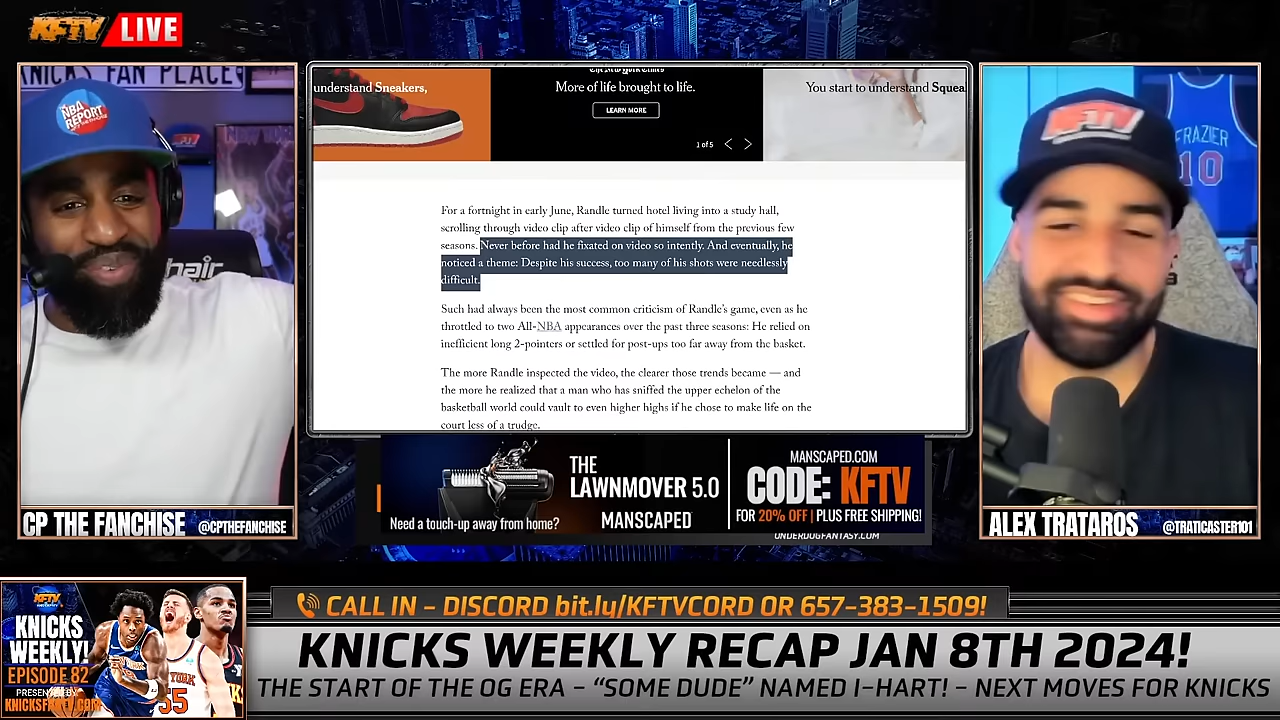 KFTV LIVE
KNICKS FAN PLACE
NBA
REPORT
hair
CP THE FANCHISE @CPTHEFANCHISE
The New York Times
understand Sneakers,
More of life brought to life.
You start to understand Squea
LEARN MORE
1 of 5
For a fortnight in early June, Randle turned hotel living into a study hall,
scrolling through video clip after video clip of himself from the previous few
seasons. Never before had he fixated on video so intently. And eventually, he
noticed a theme: Despite his success, too many of his shots were needlessly
difficult.
Such had always been the most common criticism of Randle's game, even as he
throttled to two All-NBA appearances over the past three seasons: He relied on
inefficient long 2-pointers or settled for post-ups too far away from the basket.
The more Randle inspected the video, the clearer those trends became — and
the more he realized that a man who has sniffed the upper echelon of the
basketball world could vault to even higher highs if he chose to make life on the
court less of a trudge.
Need a touch-up away from home?
THE
LAWNMOVER 5.0
MANSCAPED
MANSCAPED.COM
CODE: KFTV
FOR 20% OFF | PLUS FREE SHIPPING!
UNDERDOGFANTASY.COM
FRAZIER
10
KFTV
ALEX TRATAROS @TRATICASTER101
KFTV
KNICKS
WEEKLY!
EPISODE 82
PRESENTED BY
YORK
55
CALL IN – DISCORD bit.ly/KFTVCORD OR 657-383-1509!
KNICKS WEEKLY RECAP JAN 8TH 2024!
THE START OF THE OG ERA – “SOME DUDE” NAMED I-HART! – NEXT MOVES FOR KNICKS